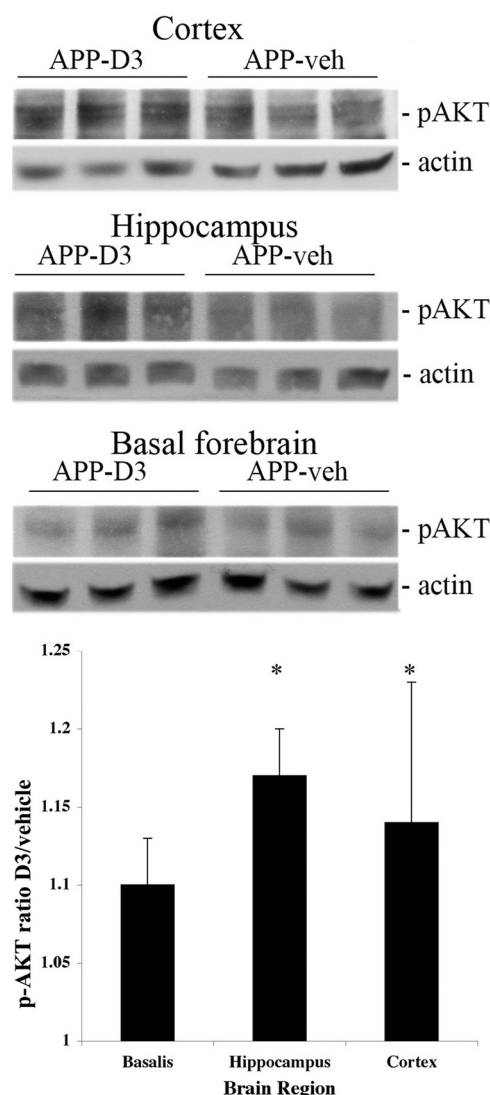 Cortex
APP-D3 APP-veh
- pAKT
- actin
Hippocampus
APP-D3 APP-veh
- pAKT
- actin
Basal forebrain
APP-D3 APP-veh
- pAKT
- actin
1.25
* *
1.2
1.15
1.1
1.05
1
p-AKT ratio D3/vehicle
Basalis Hippocampus Cortex
Brain Region